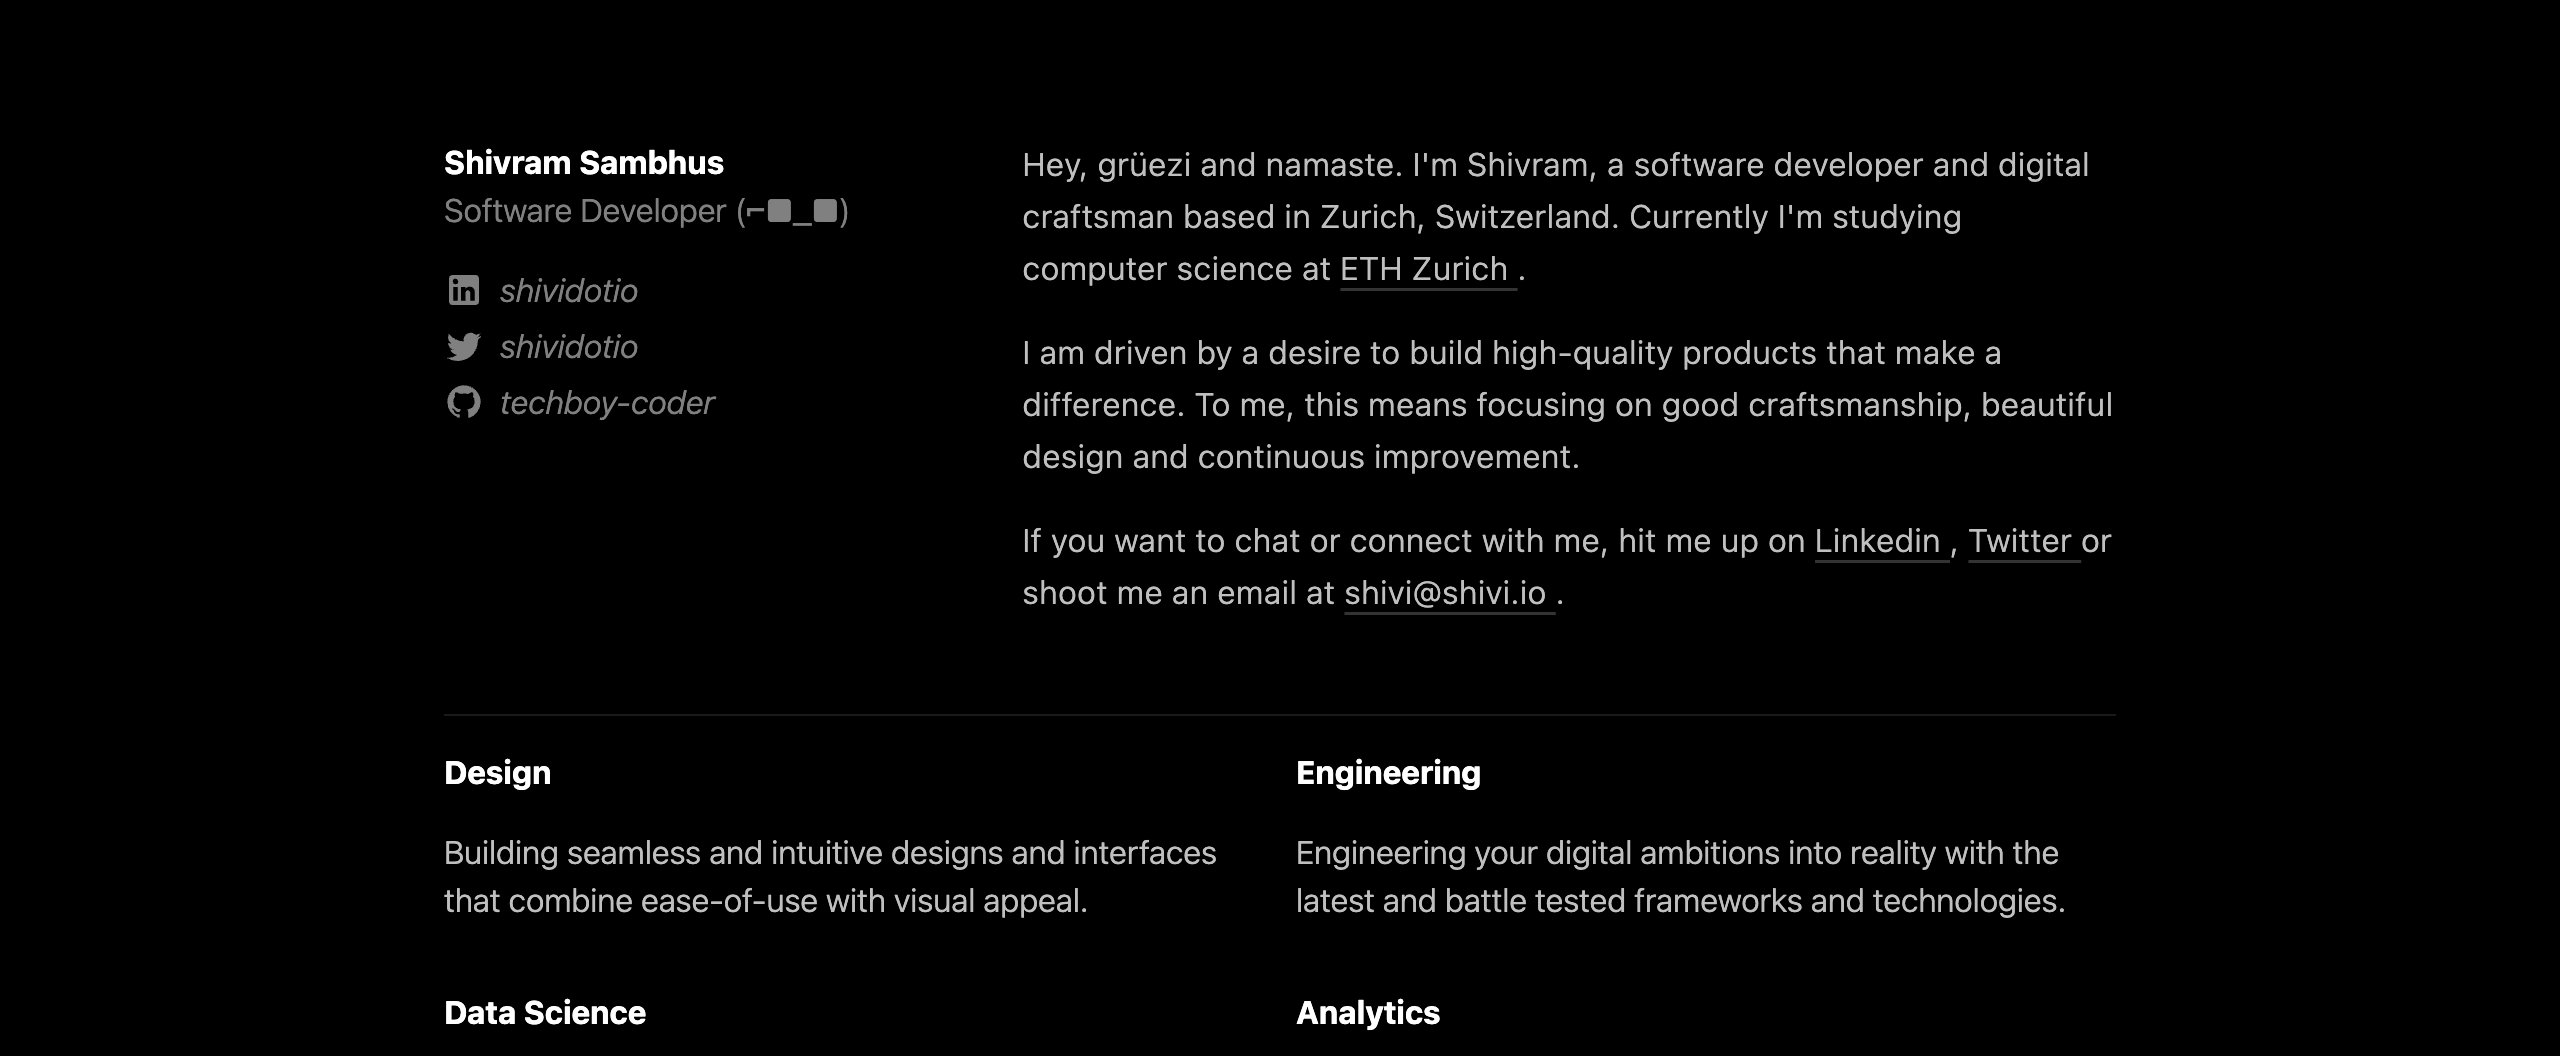 Shivram Sambhus
Software Developer (⌐■_■)
shividotio
shividotio
techboy-coder
Hey, grüezi and namaste. I'm Shivram, a software developer and digital
craftsman based in Zurich, Switzerland. Currently I'm studying
computer science at ETH Zurich .
I am driven by a desire to build high-quality products that make a
difference. To me, this means focusing on good craftsmanship, beautiful
design and continuous improvement.
If you want to chat or connect with me, hit me up on Linkedin , Twitter or
shoot me an email at shivi@shivi.io .
Design
Building seamless and intuitive designs and interfaces
that combine ease-of-use with visual appeal.
Engineering
Engineering your digital ambitions into reality with the
latest and battle tested frameworks and technologies.
Data Science
Analytics